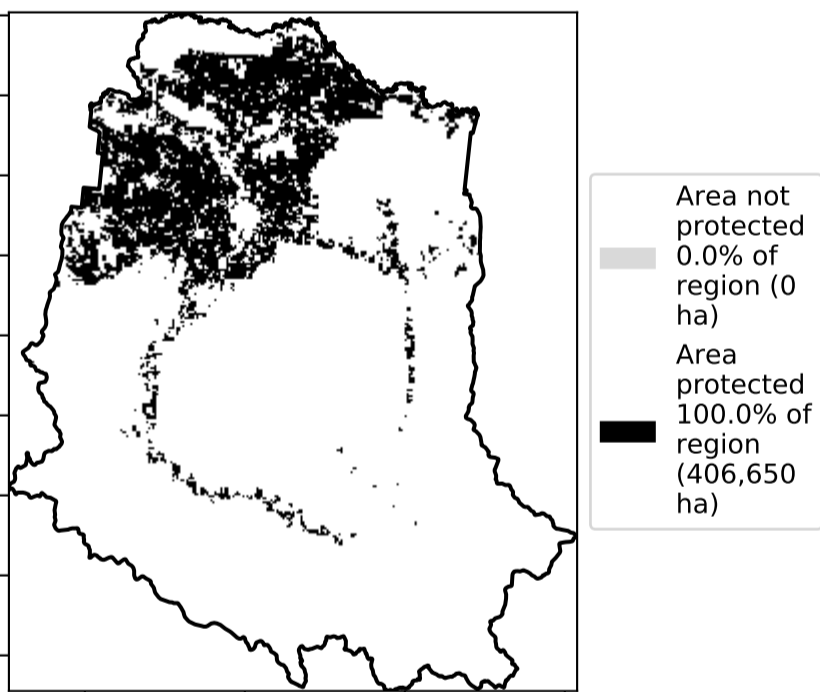 Area not
protected
0.0% of
region (0
ha)
Area
protected
100.0% of
region
(406,650
ha)